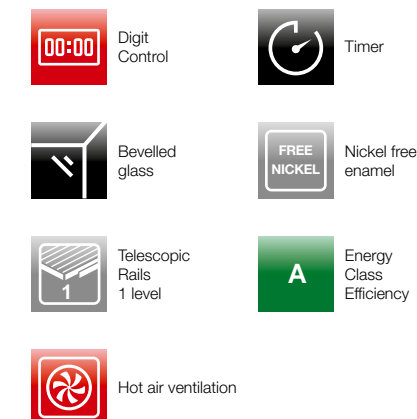 00:00
Digit
Control
Timer
Bevelled
glass
FREE
NICKEL
Nickel free
enamel
1
Telescopic
Rails
1 level
A
Energy
Class
Efficiency
Hot air ventilation